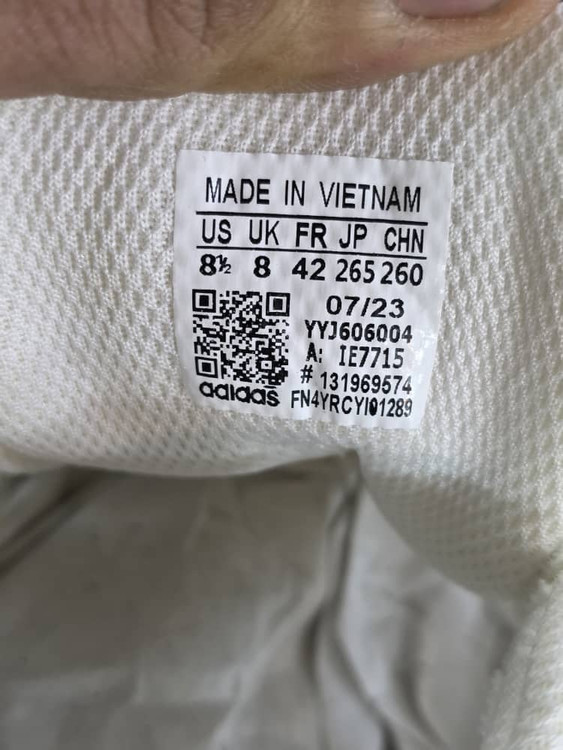 MADE IN VIETNAM
US UK FR JP CHN
8½ 8 42 265 260
07/23
YYJ606004
A: IE7715
# 131969574
adidas FN4YRCYI01289